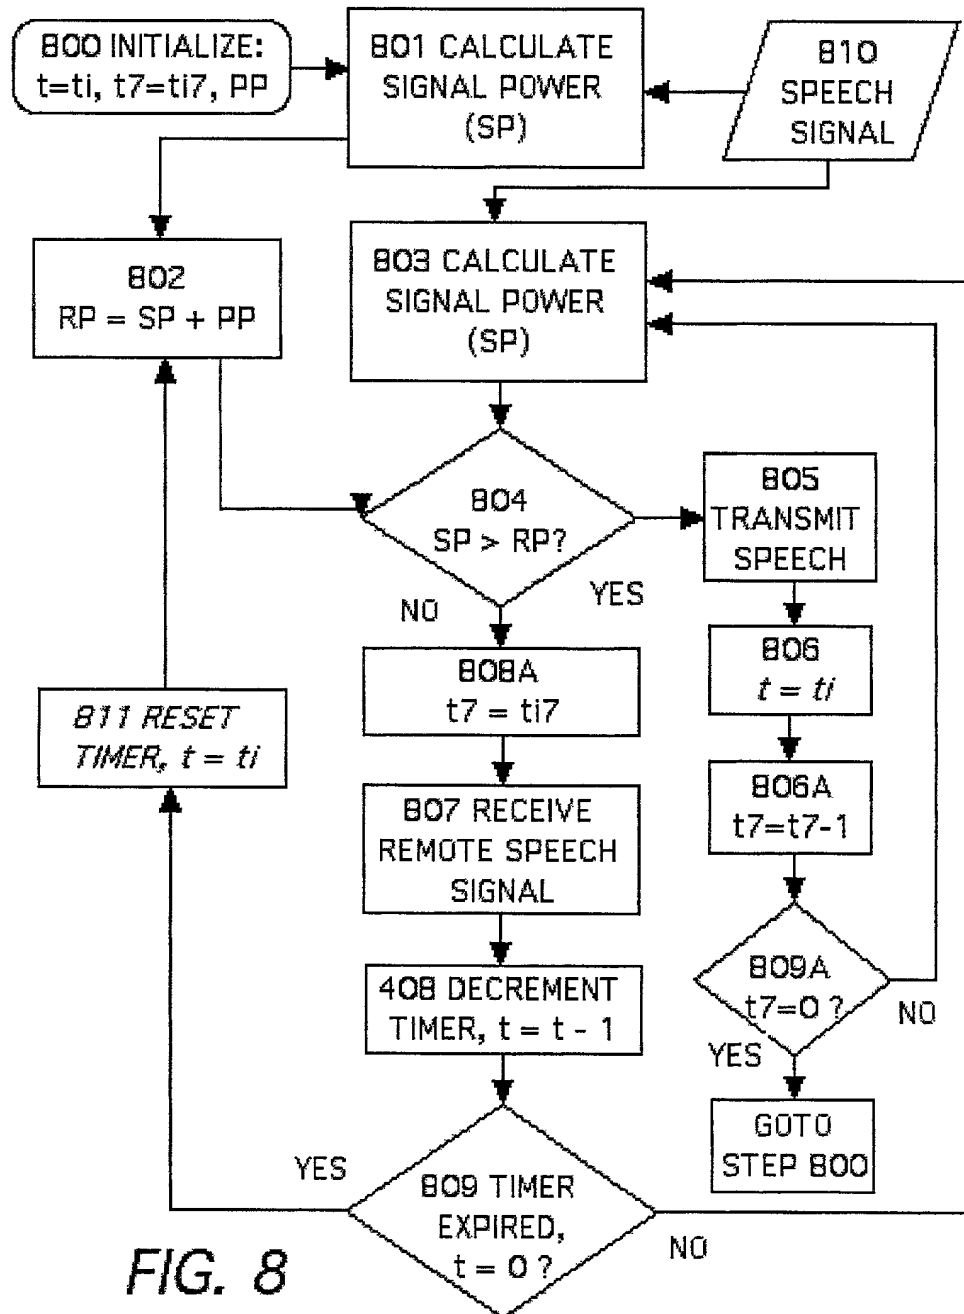 800 INITIALIZE:
t=ti, t7=ti7, PP
801 CALCULATE
SIGNAL POWER
(SP)
810
SPEECH
SIGNAL
802
RP = SP + PP
803 CALCULATE
SIGNAL POWER
(SP)
804
SP > RP?
805
TRANSMIT
SPEECH
NO
YES
808A
t7 = ti7
806
t = ti
811 RESET
TIMER, t = ti
807 RECEIVE
REMOTE SPEECH
SIGNAL
806A
t7=t7-1
408 DECREMENT
TIMER, t = t - 1
809A
t7=0 ?
NO
YES
GOTO
STEP 800
YES
809 TIMER
EXPIRED,
t = 0 ?
NO
FIG. 8